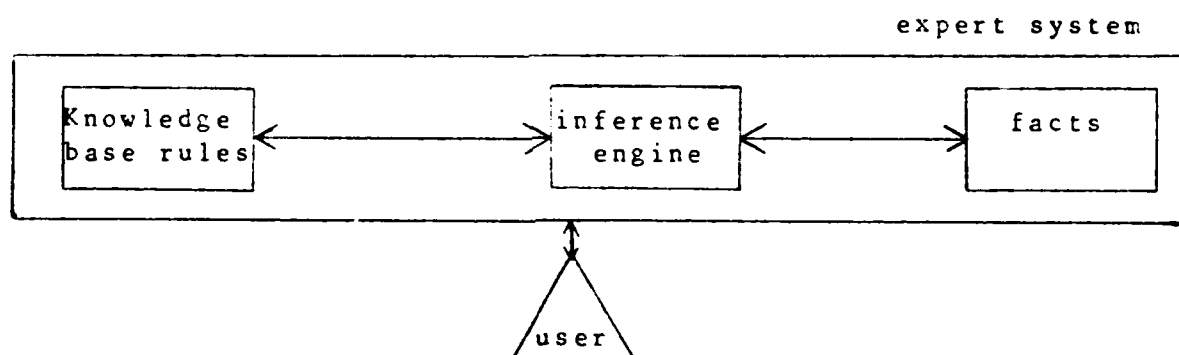 expert system
Knowledge
base rules
inference
engine
facts
user